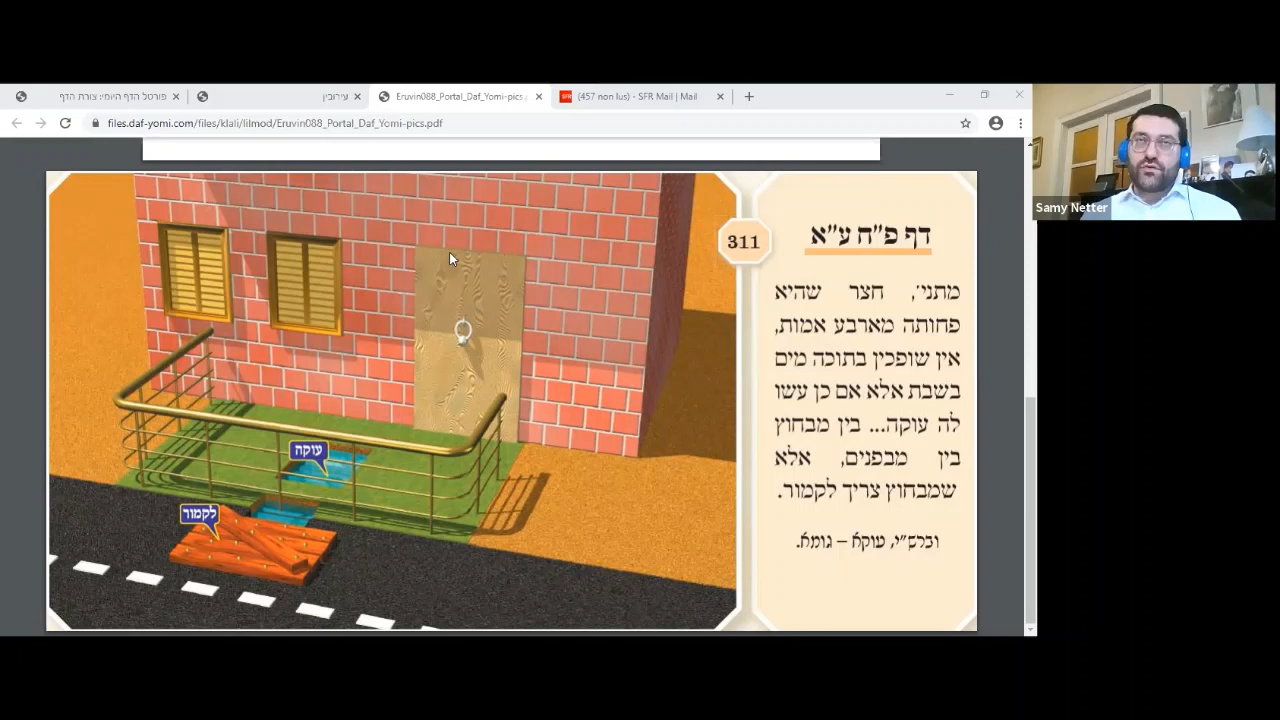 פורטל הדף היומי: צורת הדף
עירובין
Eruvin088_Portal_Daf_Yomi-pics
(457 non lus) - SFR Mail | Mail
files.daf-yomi.com/files/klali/lilmod/Eruvin088_Portal_Daf_Yomi-pics.pdf
Samy Netter
311
דף פ״ח ע״א
מתני׳, חצר שהיא
פחותה מארבע אמות,
אין שופכין בתוכה מים
בשבת אלא אם כן עשו
לה עוקה... בין מבחוץ
בין מבפנים, אלא
שמבחוץ צריך לקמור.
וברש״י, עוקא – גומא.
עוקה
לקמור